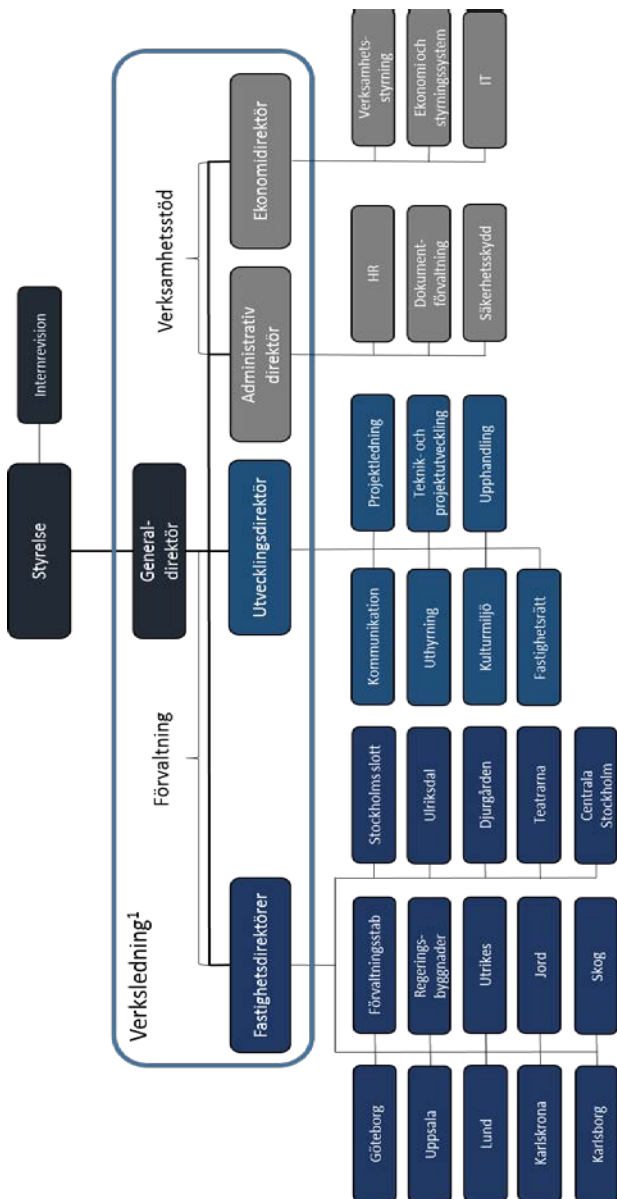 Styrelse
Internrevision
Verksledning¹
General-
direktör
Förvaltning
Verksamhetsstöd
Fastighetsdirektörer
Utvecklingsdirektör
Administrativ
direktör
Ekonomidirektör
Göteborg
Uppsala
Lund
Karlskrona
Karlsborg
Förvaltningsstab
Regerings-
byggnader
Utrikes
Jord
Skog
Stockholms slott
Ulriksdal
Djurgården
Teatrarna
Centrala
Stockholm
Kommunikation
Uthyrning
Kulturmiljö
Fastighetsrätt
Projektledning
Teknik- och
projektutveckling
Upphandling
HR
Dokument-
förvaltning
Säkerhetsskydd
Verksamhets-
styrning
Ekonomi och
styrningssystem
IT